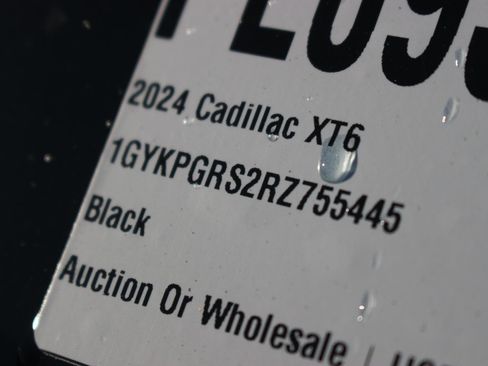 2024 Cadillac XT6
1GYKPGRS2RZ755445
Black
Auction Or Wholesale |